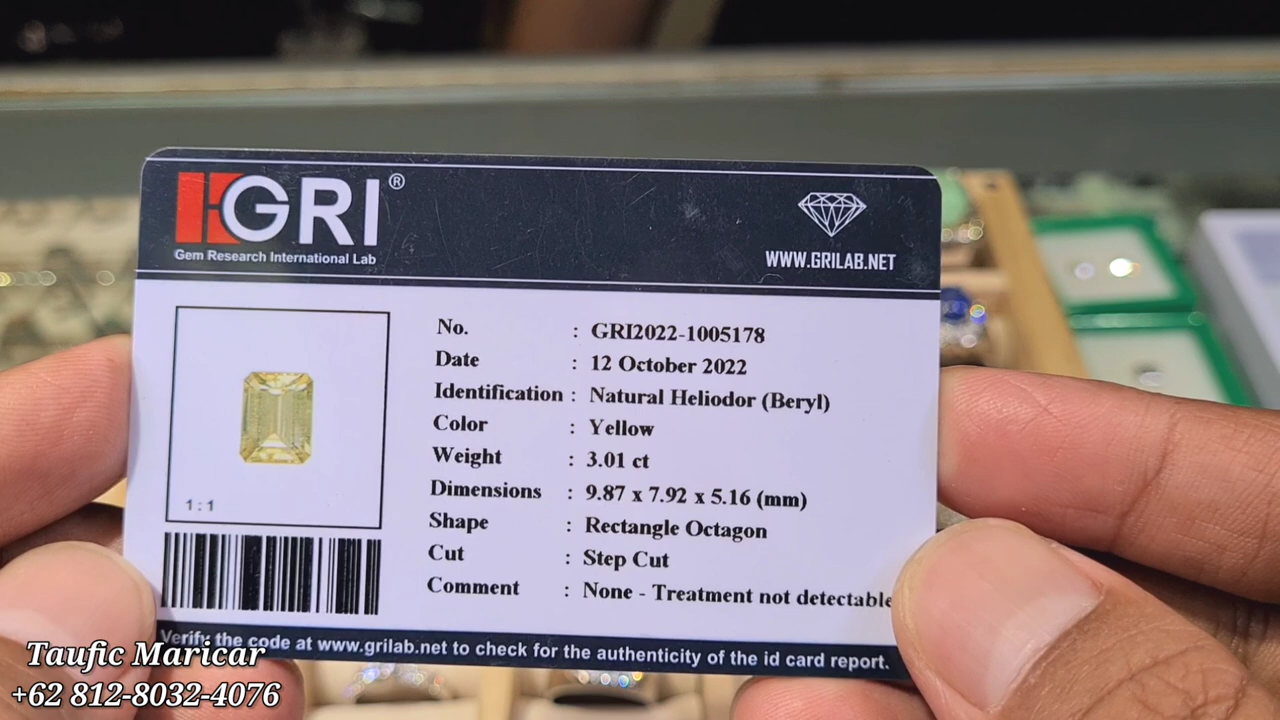 GRI®
Gem Research International Lab
WWW.GRILAB.NET
No. : GRI2022-1005178
Date : 12 October 2022
Identification : Natural Heliodor (Beryl)
Color : Yellow
Weight : 3.01 ct
Dimensions : 9.87 x 7.92 x 5.16 (mm)
Shape : Rectangle Octagon
Cut : Step Cut
Comment : None - Treatment not detectable
1 : 1
Verify the code at www.grilab.net to check for the authenticity of the id card report.
Taufic Maricar
+62 812-8032-4076